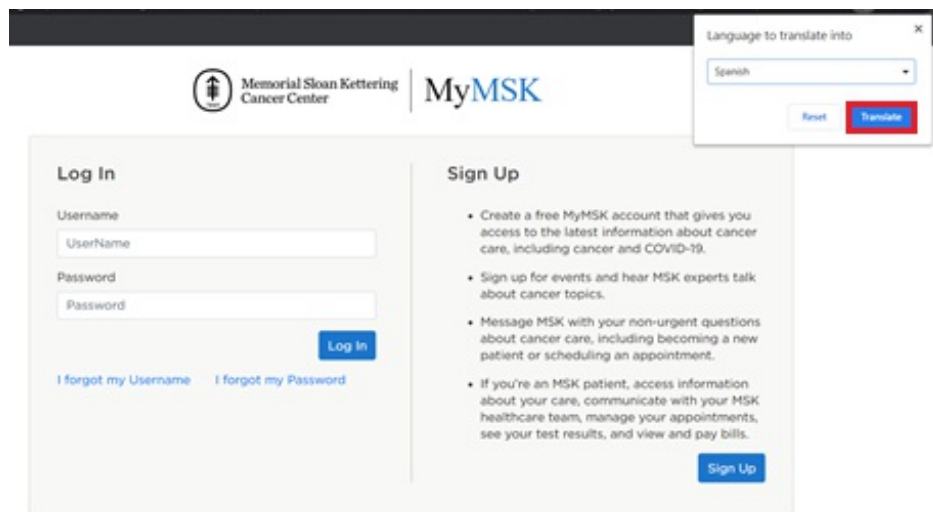 Language to translate into
Spanish
Reset
Translate
Memorial Sloan Kettering
Cancer Center
MyMSK
Log In
Username
UserName
Password
Password
Log In
I forgot my Username
I forgot my Password
Sign Up
• Create a free MyMSK account that gives you
access to the latest information about cancer
care, including cancer and COVID-19.
• Sign up for events and hear MSK experts talk
about cancer topics.
• Message MSK with your non-urgent questions
about cancer care, including becoming a new
patient or scheduling an appointment.
• If you're an MSK patient, access information
about your care, communicate with your MSK
healthcare team, manage your appointments,
see your test results, and view and pay bills.
Sign Up